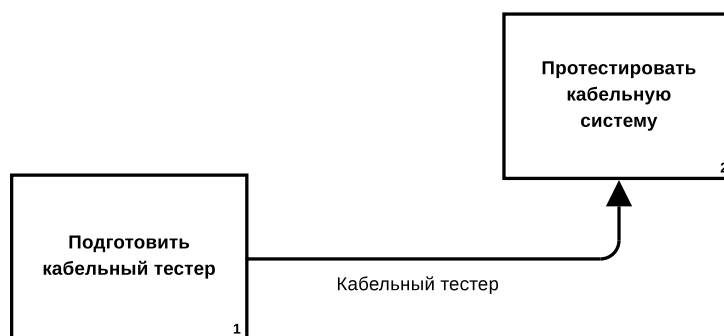 Протестировать
кабельную
систему
2
Подготовить
кабельный тестер
1
Кабельный тестер